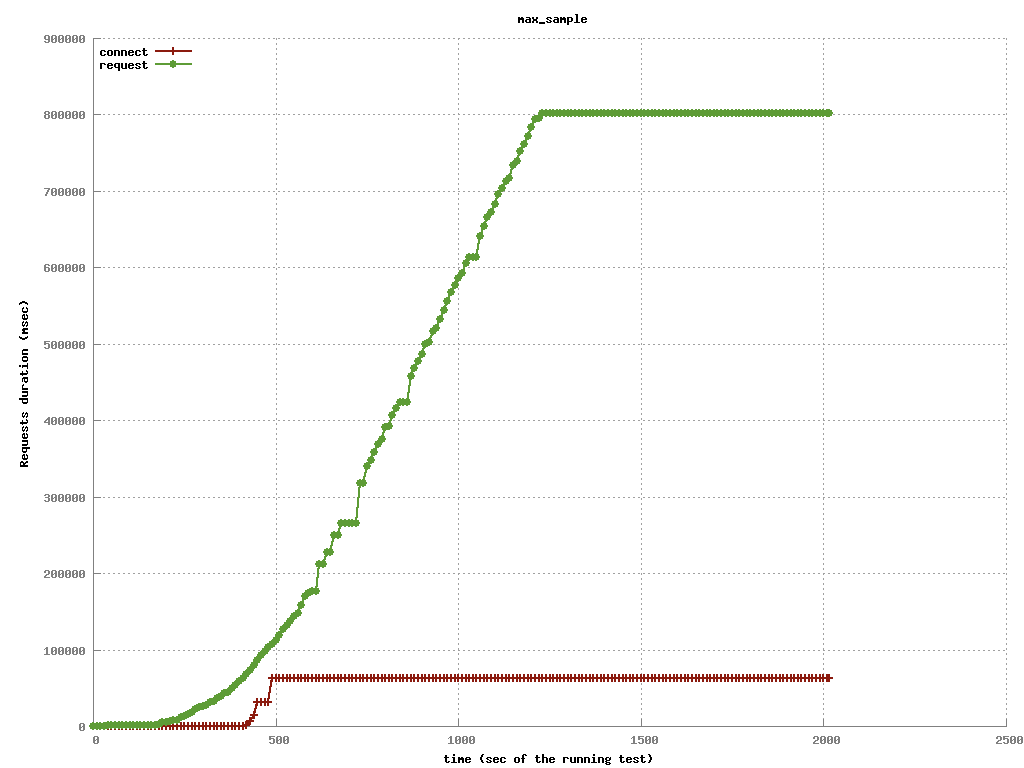 max_sample
900000
connect
request
800000
700000
600000
500000
400000
300000
200000
100000
0
Requests duration (msec)
0 500 1000 1500 2000 2500
time (sec of the running test)